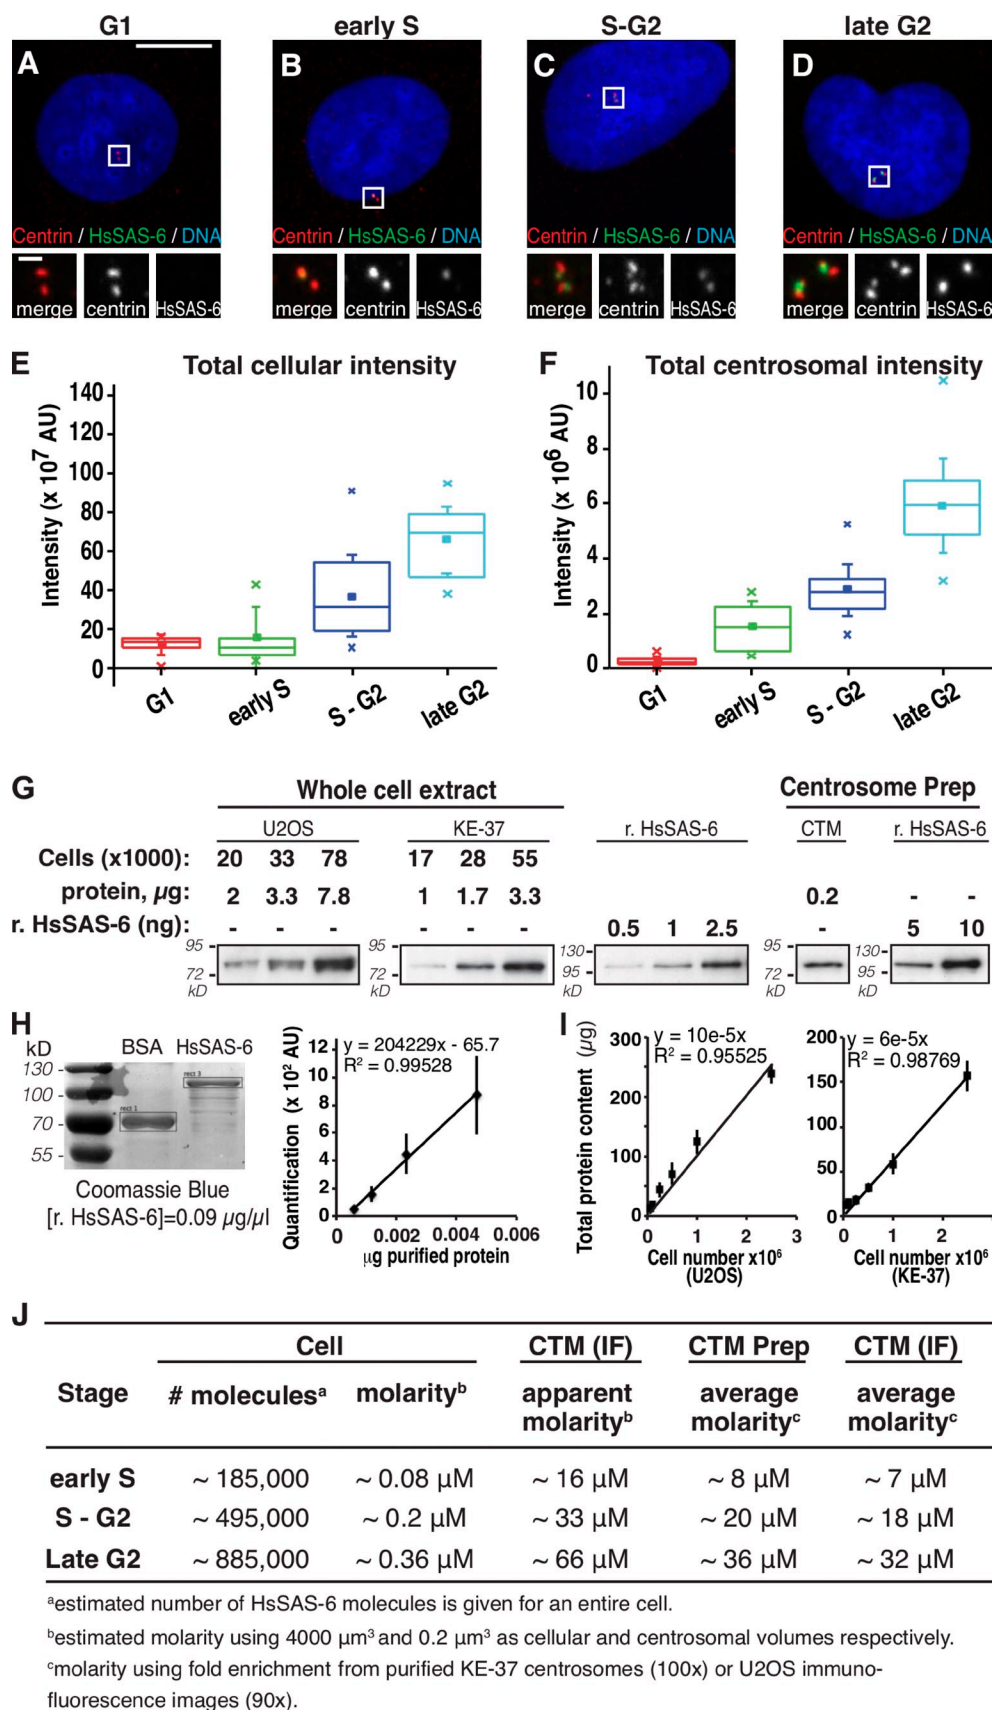 G1 early S S-G2 late G2
A B C D
Centrin / HsSAS-6 / DNA Centrin / HsSAS-6 / DNA Centrin / HsSAS-6 / DNA Centrin / HsSAS-6 / DNA
merge centrin HsSAS-6 merge centrin HsSAS-6 merge centrin HsSAS-6 merge centrin HsSAS-6
E Total cellular intensity
Intensity (x 10⁷ AU)
140
120
100
80
60
40
20
0
G1 early S S - G2 late G2
F Total centrosomal intensity
Intensity (x 10⁶ AU)
10
8
6
4
2
0
G1 early S S - G2 late G2
G Whole cell extract Centrosome Prep
U2OS KE-37 r. HsSAS-6 CTM r. HsSAS-6
Cells (x1000): 20 33 78 17 28 55
protein, µg: 2 3.3 7.8 1 1.7 3.3 0.2 - -
r. HsSAS-6 (ng): - - - - - - 0.5 1 2.5 - 5 10
95 95 130 95 130
72 72 95 72 95
kD kD kD kD kD
H
kD BSA HsSAS-6
130
100
70
55
rect 3
rect 1
Coomassie Blue
[r. HsSAS-6]=0.09 µg/µl
y = 204229x - 65.7
R² = 0.99528
Quantification (x 10² AU)
12
10
8
6
4
2
0
0 0.002 0.004 0.006
µg purified protein
I
Total protein content (µg)
y = 10e-5x
R² = 0.95525
300
200
100
0
0 1 2 3
Cell number x10⁶
(U2OS)
y = 6e-5x
R² = 0.98769
200
150
100
50
0
0 1 2
Cell number x10⁶
(KE-37)
J
Cell CTM (IF) CTM Prep CTM (IF)
Stage # moleculesᵃ molarityᵇ apparent molarityᵇ average molarityᶜ average molarityᶜ
early S ~ 185,000 ~ 0.08 µM ~ 16 µM ~ 8 µM ~ 7 µM
S - G2 ~ 495,000 ~ 0.2 µM ~ 33 µM ~ 20 µM ~ 18 µM
Late G2 ~ 885,000 ~ 0.36 µM ~ 66 µM ~ 36 µM ~ 32 µM
ᵃestimated number of HsSAS-6 molecules is given for an entire cell.
ᵇestimated molarity using 4000 µm³ and 0.2 µm³ as cellular and centrosomal volumes respectively.
ᶜmolarity using fold enrichment from purified KE-37 centrosomes (100x) or U2OS immuno-
fluorescence images (90x).